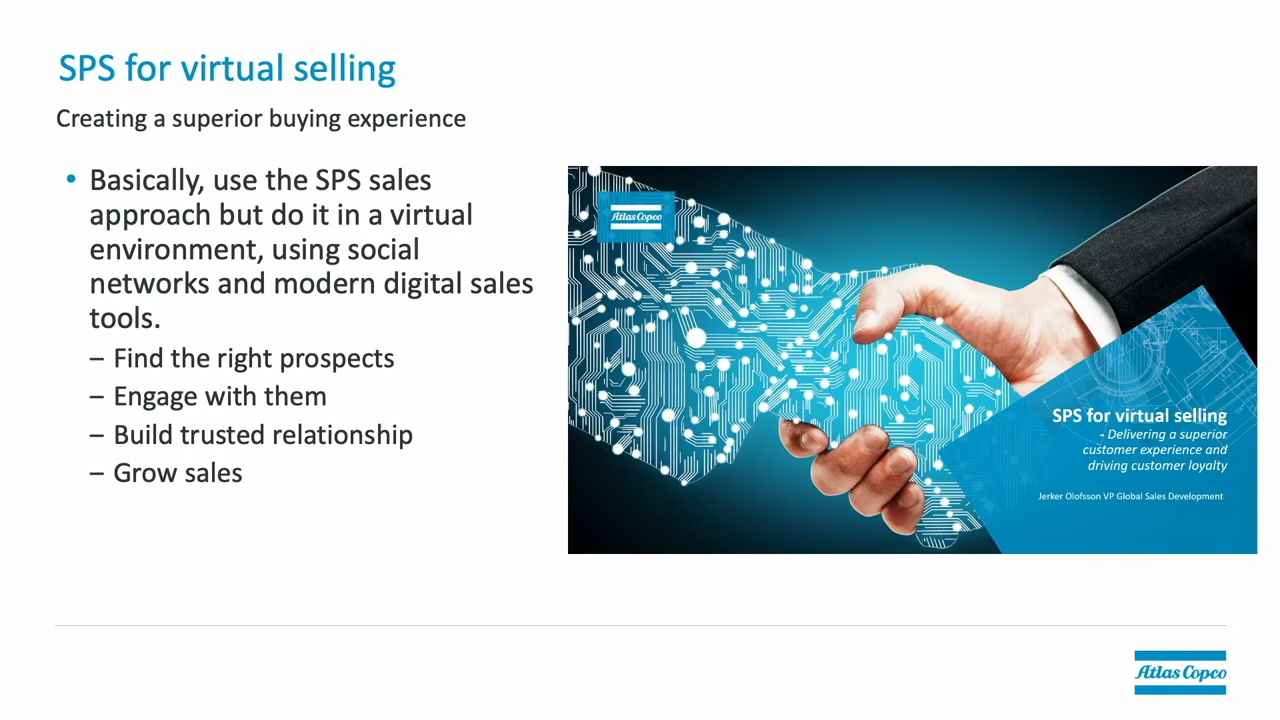 SPS for virtual selling
Creating a superior buying experience
• Basically, use the SPS sales
approach but do it in a virtual
environment, using social
networks and modern digital sales
tools.
– Find the right prospects
– Engage with them
– Build trusted relationship
– Grow sales
Atlas Copco
SPS for virtual selling
- Delivering a superior
customer experience and
driving customer loyalty
Jerker Olofsson VP Global Sales Development
Atlas Copco